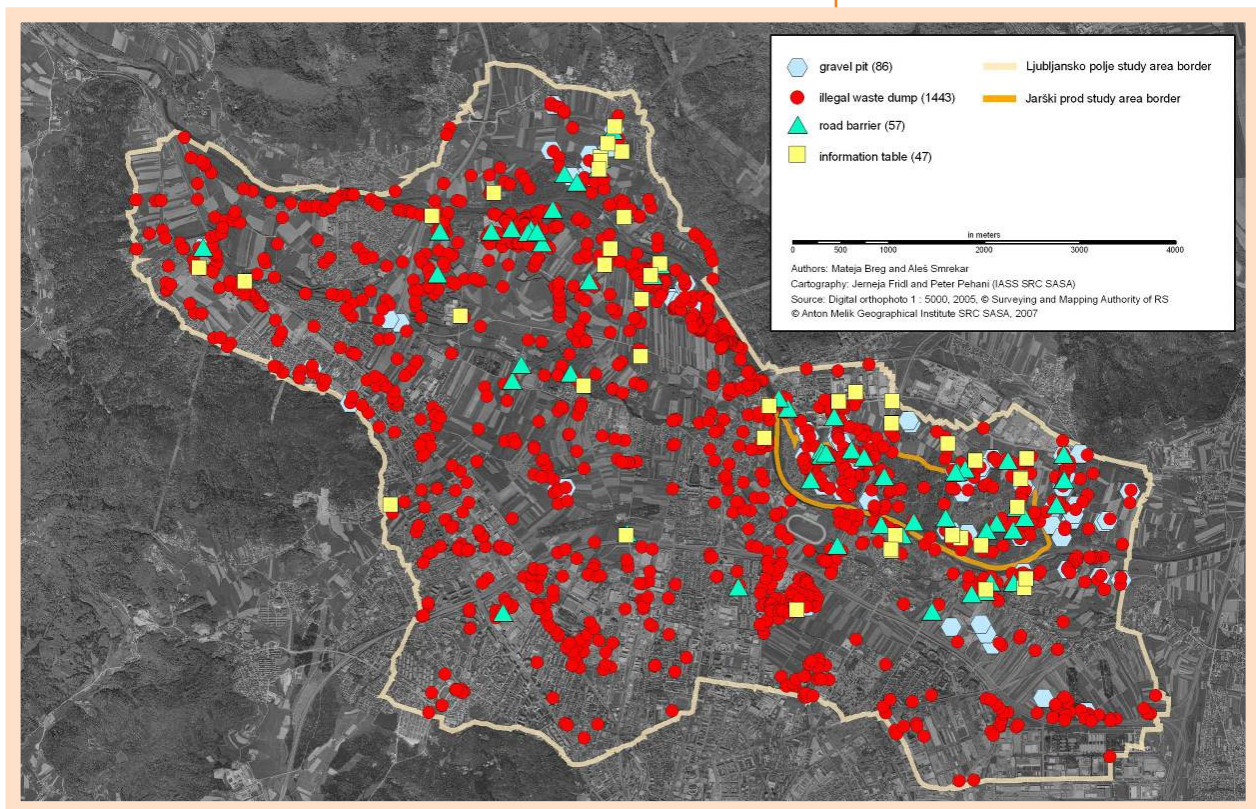 gravel pit (86)
illegal waste dump (1443)
road barrier (57)
information table (47)
Ljubljansko polje study area border
Jarški prod study area border
in meters
0 500 1000 2000 3000 4000
Authors: Mateja Breg and Aleš Smrekar
Cartography: Jerneja Fridl and Peter Pehani (IASS SRC SASA)
Source: Digital orthophoto 1 : 5000, 2005, © Surveying and Mapping Authority of RS
© Anton Melik Geographical Institute SRC SASA, 2007